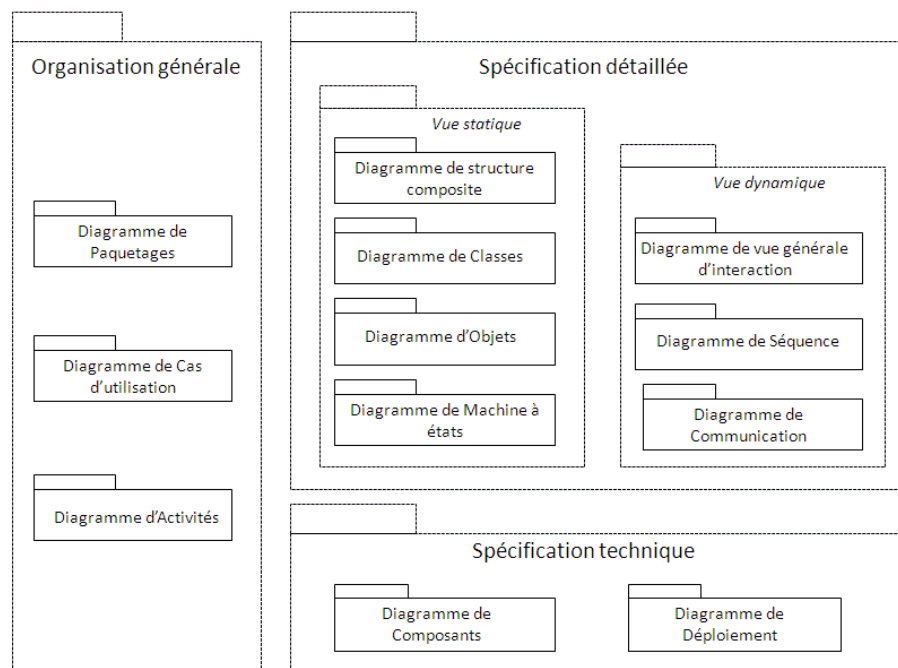 Organisation générale
Diagramme de
Paquetages
Diagramme de Cas
d’utilisation
Diagramme d’Activités
Spécification détaillée
Vue statique
Diagramme de structure
composite
Diagramme de Classes
Diagramme d’Objets
Diagramme de Machine à
états
Vue dynamique
Diagramme de vue générale
d’interaction
Diagramme de Séquence
Diagramme de
Communication
Spécification technique
Diagramme de
Composants
Diagramme de
Déploiement